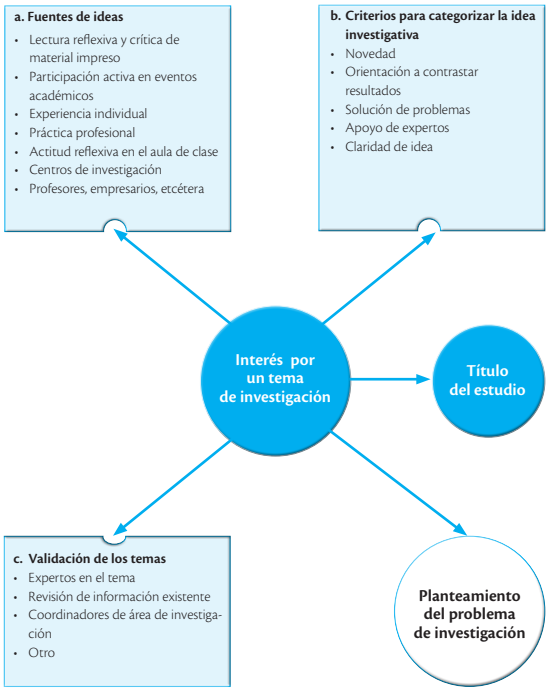 a. Fuentes de ideas
• Lectura reflexiva y crítica de
material impreso
• Participación activa en eventos
académicos
• Experiencia individual
• Práctica profesional
• Actitud reflexiva en el aula de clase
• Centros de investigación
• Profesores, empresarios, etcétera
b. Criterios para categorizar la idea
investigativa
• Novedad
• Orientación a contrastar
resultados
• Solución de problemas
• Apoyo de expertos
• Claridad de idea
Interés por
un tema
de investigación
Título
del estudio
c. Validación de los temas
• Expertos en el tema
• Revisión de información existente
• Coordinadores de área de investiga-
ción
• Otro
Planteamiento
del problema
de investigación